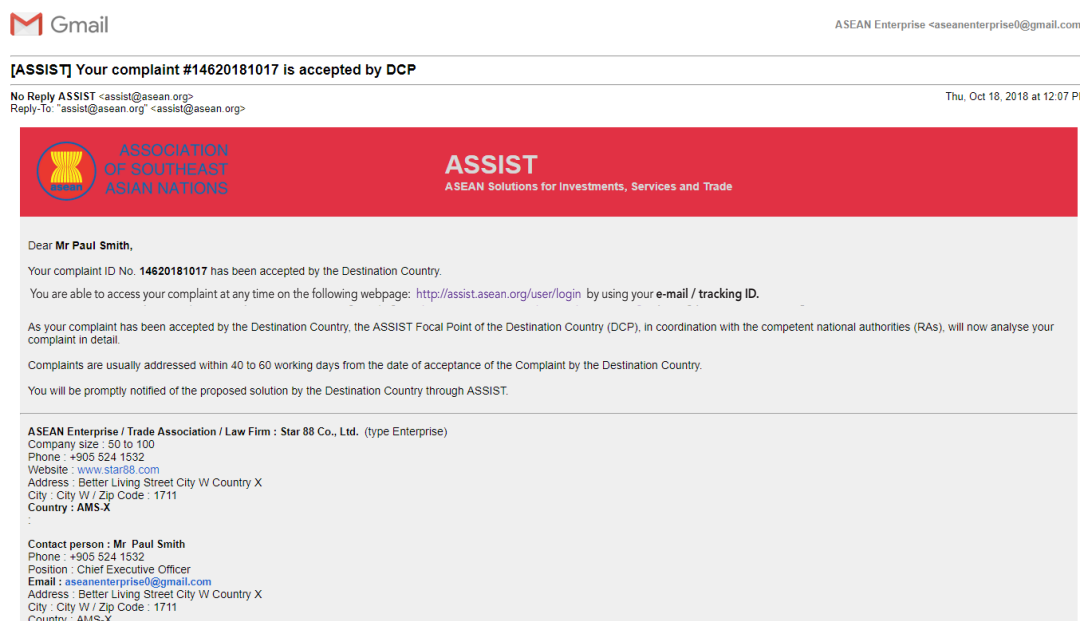 Gmail
ASEAN Enterprise <aseanenterprise0@gmail.com
[ASSIST] Your complaint #14620181017 is accepted by DCP
No Reply ASSIST <assist@asean.org>
Thu, Oct 18, 2018 at 12:07 P
Reply-To: "assist@asean.org" <assist@asean.org>
asean
ASSOCIATION
OF SOUTHEAST
ASIAN NATIONS
ASSIST
ASEAN Solutions for Investments, Services and Trade
Dear Mr Paul Smith,
Your complaint ID No. 14620181017 has been accepted by the Destination Country.
You are able to access your complaint at any time on the following webpage: http://assist.asean.org/user/login by using your e-mail / tracking ID.
As your complaint has been accepted by the Destination Country, the ASSIST Focal Point of the Destination Country (DCP), in coordination with the competent national authorities (RAs), will now analyse your
complaint in detail.
Complaints are usually addressed within 40 to 60 working days from the date of acceptance of the Complaint by the Destination Country.
You will be promptly notified of the proposed solution by the Destination Country through ASSIST.
ASEAN Enterprise / Trade Association / Law Firm : Star 88 Co., Ltd. (type Enterprise)
Company size : 50 to 100
Phone : +905 524 1532
Website : www.star88.com
Address : Better Living Street City W Country X
City : City W / Zip Code : 1711
Country : AMS-X
:
Contact person : Mr Paul Smith
Phone : +905 524 1532
Position : Chief Executive Officer
Email : aseanenterprise0@gmail.com
Address : Better Living Street City W Country X
City : City W / Zip Code : 1711
Country : AMS-X